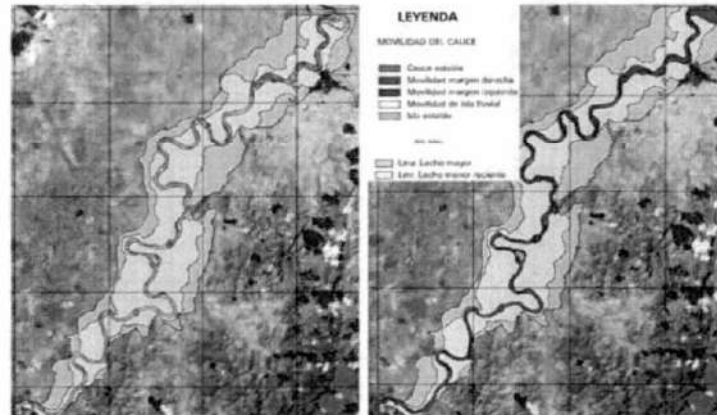 LEYENDA
MOVILIDAD DEL CAUCE
Cauce estable
Movilidad margen derecha
Movilidad margen izquierda
Movilidad de isla fluvial
Isla estable
Lma: Lecho mayor
Lmr: Lecho menor reciente